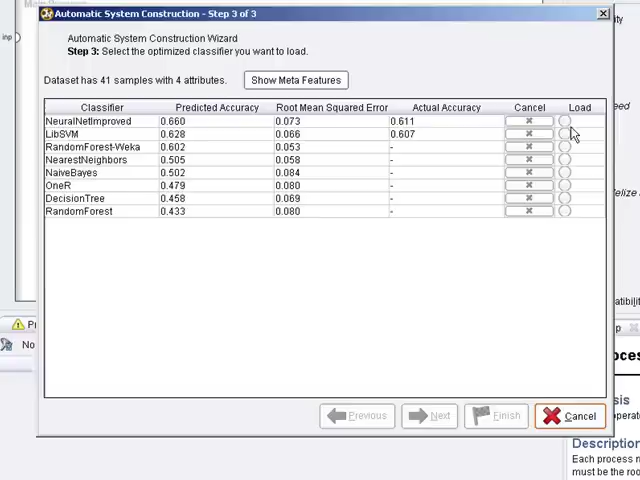 Automatic System Construction - Step 3 of 3
Automatic System Construction Wizard
Step 3: Select the optimized classifier you want to load.
Dataset has 41 samples with 4 attributes. Show Meta Features
Classifier Predicted Accuracy Root Mean Squared Error Actual Accuracy Cancel Load
NeuralNetImproved 0.660 0.073 0.611
LibSVM 0.628 0.066 0.607
RandomForest-Weka 0.602 0.053 -
NearestNeighbors 0.505 0.058 -
NaiveBayes 0.502 0.084 -
OneR 0.479 0.080 -
DecisionTree 0.458 0.069 -
RandomForest 0.433 0.080 -
Previous Next Finish Cancel
inp
No
Description
Each process
must be the roo